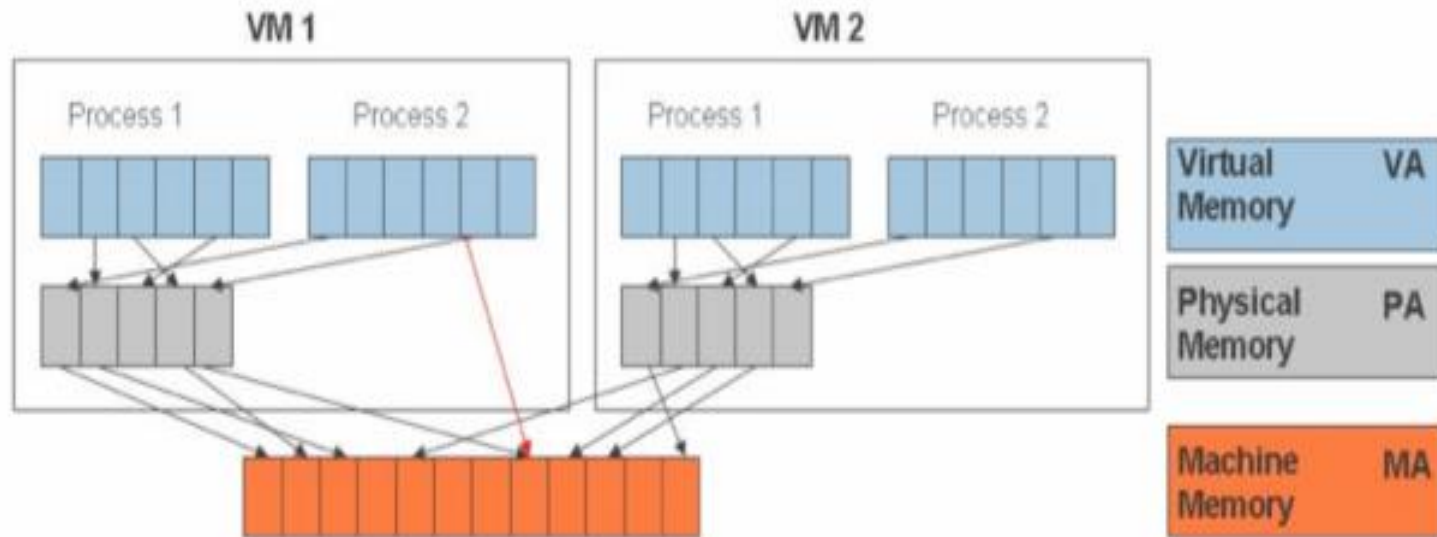 VM 1
VM 2
Process 1
Process 2
Process 1
Process 2
Virtual VA
Memory
Physical PA
Memory
Machine MA
Memory